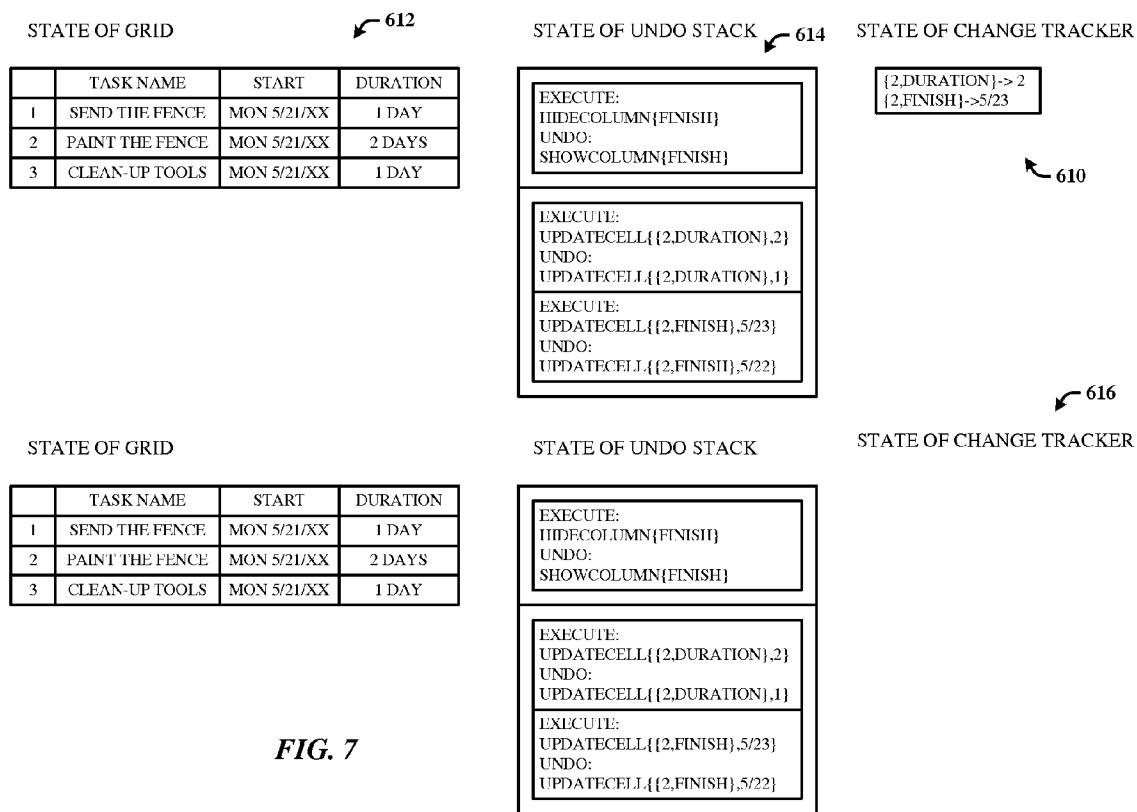 STATE OF GRID
612
STATE OF UNDO STACK
614
STATE OF CHANGE TRACKER
TASK NAME START DURATION
1 SEND THE FENCE MON 5/21/XX 1 DAY
2 PAINT THE FENCE MON 5/21/XX 2 DAYS
3 CLEAN-UP TOOLS MON 5/21/XX 1 DAY
EXECUTE:
HIDECOLUMN{FINISH}
UNDO:
SHOWCOLUMN{FINISH}
EXECUTE:
UPDATECELL{{2,DURATION},2}
UNDO:
UPDATECELL{{2,DURATION},1}
EXECUTE:
UPDATECELL{{2,FINISH},5/23}
UNDO:
UPDATECELL{{2,FINISH},5/22}
{2,DURATION}-> 2
{2,FINISH}->5/23
610
616
STATE OF GRID
STATE OF UNDO STACK
STATE OF CHANGE TRACKER
TASK NAME START DURATION
1 SEND THE FENCE MON 5/21/XX 1 DAY
2 PAINT THE FENCE MON 5/21/XX 2 DAYS
3 CLEAN-UP TOOLS MON 5/21/XX 1 DAY
EXECUTE:
HIDECOLUMN{FINISH}
UNDO:
SHOWCOLUMN{FINISH}
EXECUTE:
UPDATECELL{{2,DURATION},2}
UNDO:
UPDATECELL{{2,DURATION},1}
EXECUTE:
UPDATECELL{{2,FINISH},5/23}
UNDO:
UPDATECELL{{2,FINISH},5/22}
FIG. 7